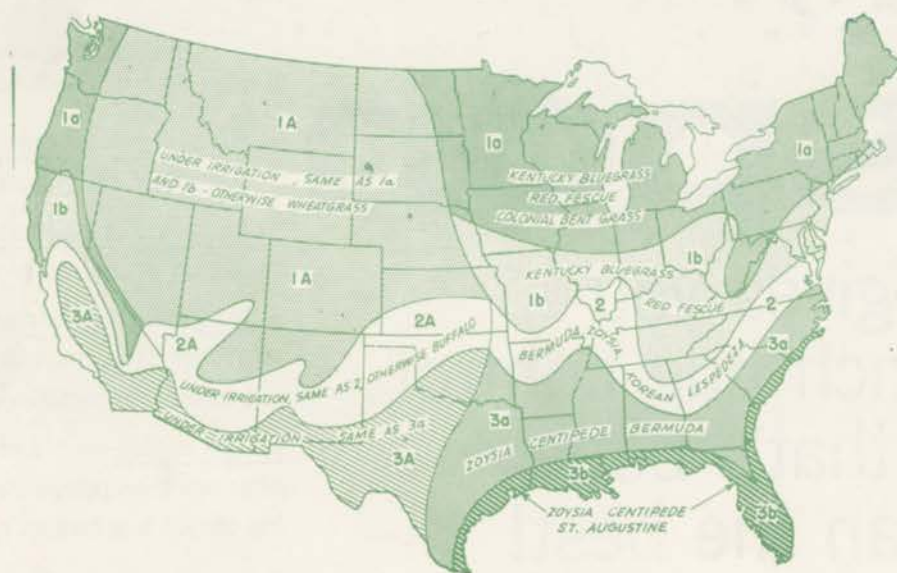 1a
1A
1a
1a
UNDER IRRIGATION, SAME AS 1a
AND 1b - OTHERWISE WHEATGRASS
KENTUCKY BLUEGRASS
RED FESCUE
COLONIAL BENT GRASS
1b
1A
KENTUCKY BLUEGRASS
1b
1b
2
RED FESCUE
2
3A
2A
2A
BERMUDA
ZOYSIA
KOREAN LESPEDEZA
3a
UNDER IRRIGATION, SAME AS 2, OTHERWISE BUFFALO
UNDER IRRIGATION SAME AS 3a
3A
3a
ZOYSIA CENTIPEDE BERMUDA
3b
3b
ZOYSIA CENTIPEDE
ST. AUGUSTINE